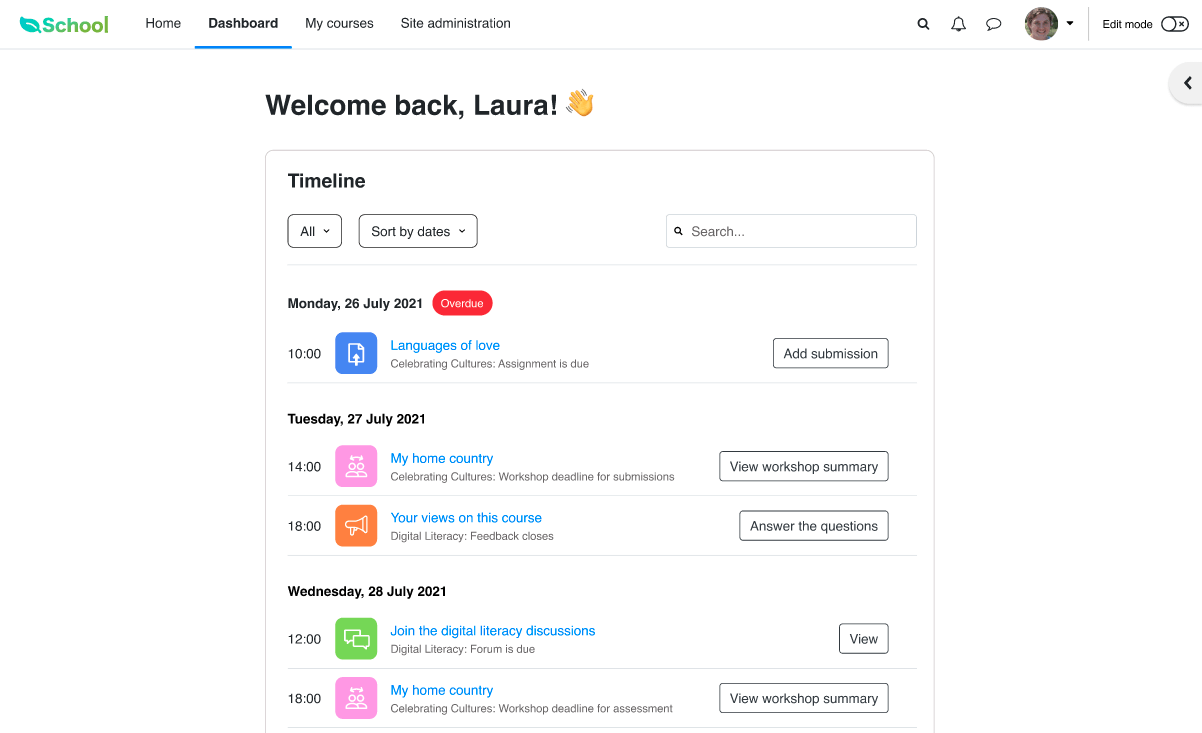 School
Home Dashboard My courses Site administration Edit mode
Welcome back, Laura! 👋
Timeline
All Sort by dates Search...
Monday, 26 July 2021 Overdue
10:00 Languages of love Add submission
Celebrating Cultures: Assignment is due
Tuesday, 27 July 2021
14:00 My home country View workshop summary
Celebrating Cultures: Workshop deadline for submissions
18:00 Your views on this course Answer the questions
Digital Literacy: Feedback closes
Wednesday, 28 July 2021
12:00 Join the digital literacy discussions View
Digital Literacy: Forum is due
18:00 My home country View workshop summary
Celebrating Cultures: Workshop deadline for assessment